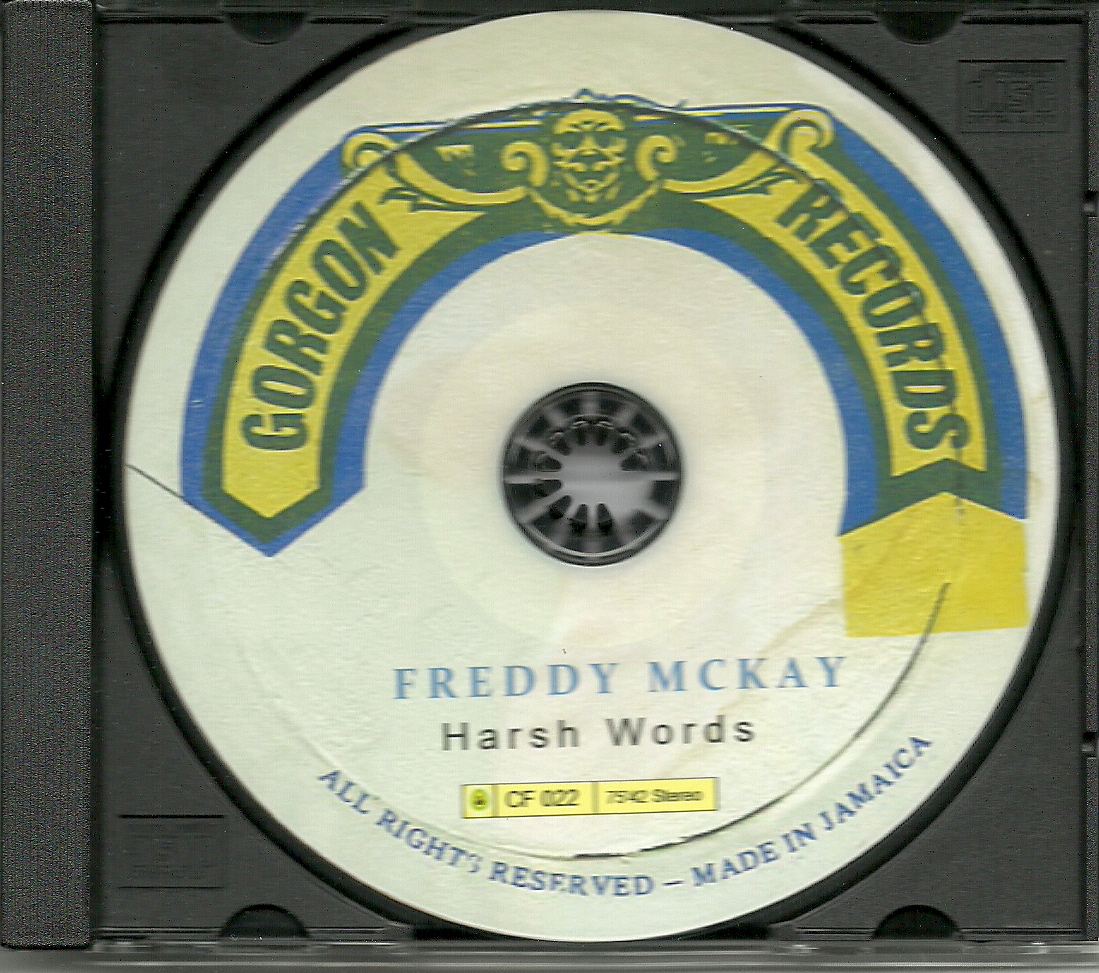 GORGON
RECORDS
FREDDY MCKAY
Harsh Words
CF 022
7542 Stereo
ALL RIGHTS RESERVED – MADE IN JAMAICA